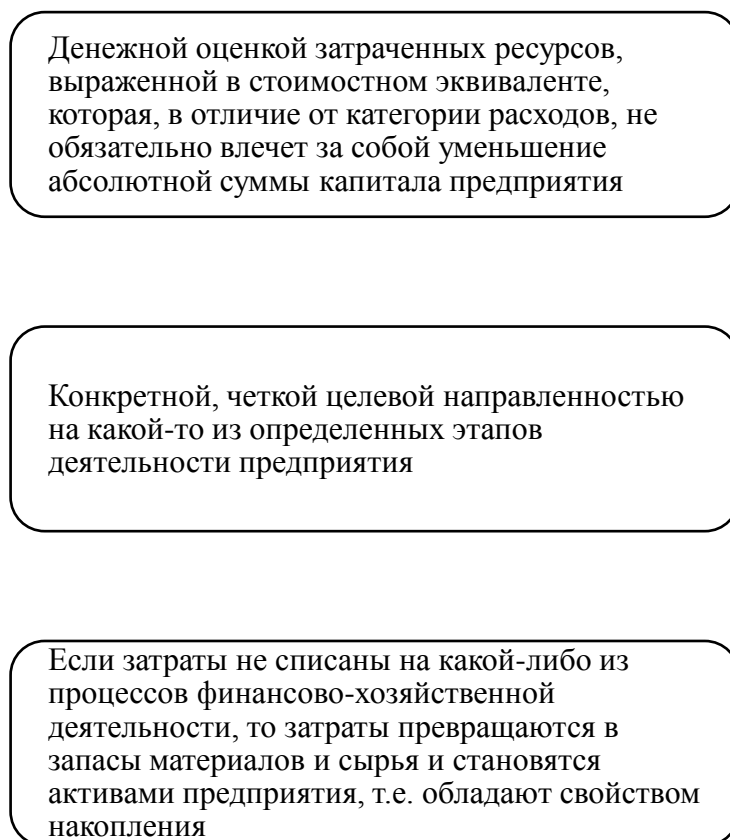 Денежной оценкой затраченных ресурсов,
выраженной в стоимостном эквиваленте,
которая, в отличие от категории расходов, не
обязательно влечет за собой уменьшение
абсолютной суммы капитала предприятия
Конкретной, четкой целевой направленностью
на какой-то из определенных этапов
деятельности предприятия
Если затраты не списаны на какой-либо из
процессов финансово-хозяйственной
деятельности, то затраты превращаются в
запасы материалов и сырья и становятся
активами предприятия, т.е. обладают свойством
накопления